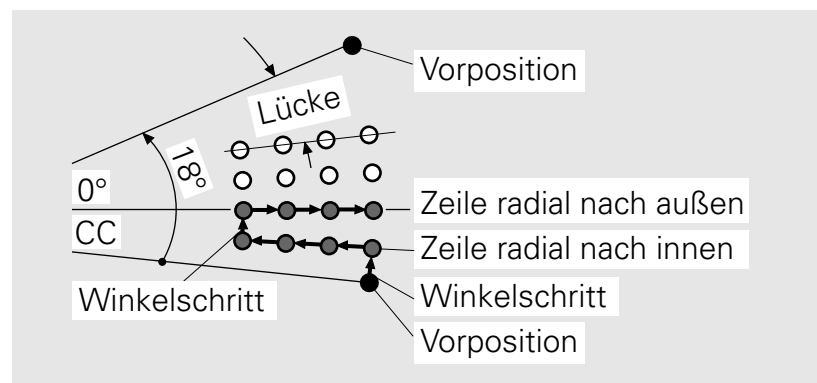 Vorposition
Lücke
18°
0°
CC
Zeile radial nach außen
Zeile radial nach innen
Winkelschritt
Winkelschritt
Vorposition